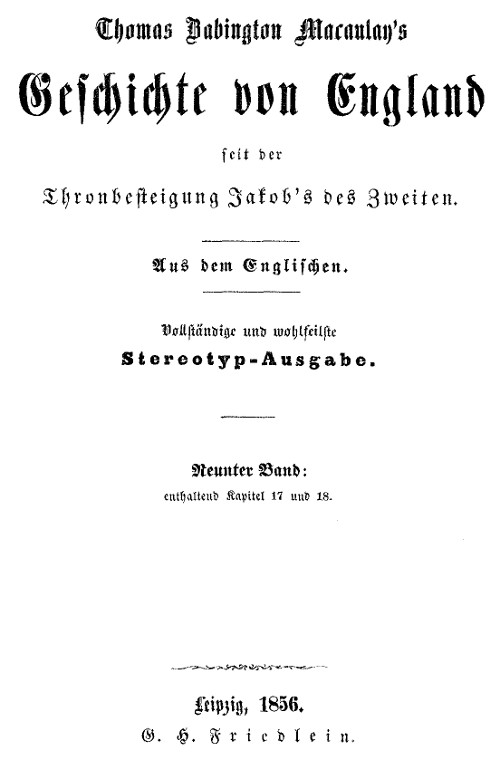 Thomas Babington Macaulay's
Geschichte von England
seit der
Thronbesteigung Jakob's des Zweiten.
Aus dem Englischen.
Vollständige und wohlfeilste
Stereotyp-Ausgabe.
Neunter Band:
enthaltend Kapitel 17 und 18.
Leipzig, 1856.
G. H. Friedlein.